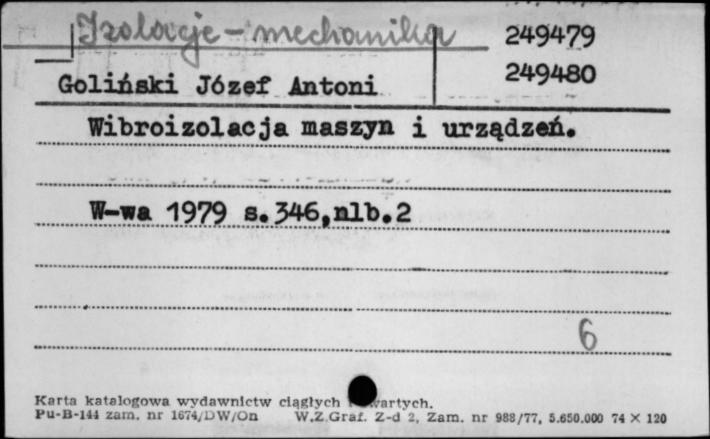 Izolacje - mechanika
249479
249480
Goliński Józef Antoni
Wibroizolacja maszyn i urządzeń.
W-wa 1979 s.346,nlb.2
6
Karta katalogowa wydawnictw ciągłych wartych.
Pu-B-144 zam. nr 1674/DW/On W.Z.Graf. Z-d 2, Zam. nr 988/77, 5.650.000 74 X 120